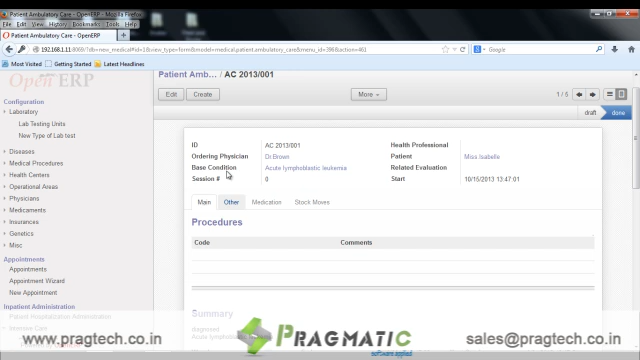 Patient Ambulatory Care - OpenERP - Mozilla Firefox
File Edit View History Bookmarks Tools Help
Patient Ambulatory Care - OpenERP
192.168.1.11:8069/?db=new_medical#id=1&view_type=form&model=medical.patient.ambulatory_care&menu_id=396&action=461
Google
Most Visited Getting Started Latest Headlines
Open ERP
Patient Amb... / AC 2013/001
Edit Create More 1 / 5
draft done
Configuration
Laboratory
Lab Testing Units
New Type of Lab test
Diseases
Medical Procedures
Health Centers
Operational Areas
Physicians
Medicaments
Insurances
Genetics
Misc
Appointments
Appointments
Appointment Wizard
New Appointments
Inpatient Administration
Patient Hospitalization Administration
ID AC 2013/001 Health Professional
Ordering Physician Dr.Brown Patient Miss Isabelle
Base Condition Acute lymphoblastic leukemia Related Evaluation
Session # 0 Start 10/15/2013 13:47:01
Main Other Medication Stock Moves
Procedures
Code Comments
Summary
diagnosed
Acute lymphoblastic leukemia
www.pragtech.co.in PRAGMATIC sales@pragtech.co.in
software applied